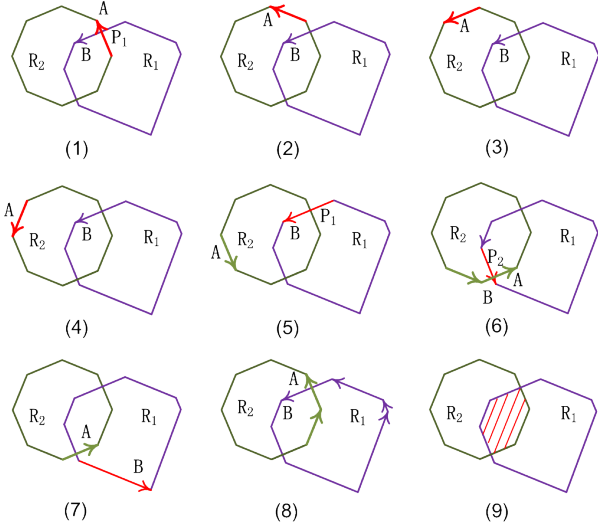 A
P1
R2 B R1
(1)
A
R2 B R1
(2)
A
R2 B R1
(3)
A
R2 B R1
(4)
P1
R2 B R1
A
(5)
R2 R1
P2
A
B
(6)
R2 R1
A
B
(7)
A
R2 B R1
(8)
R2 R1
(9)